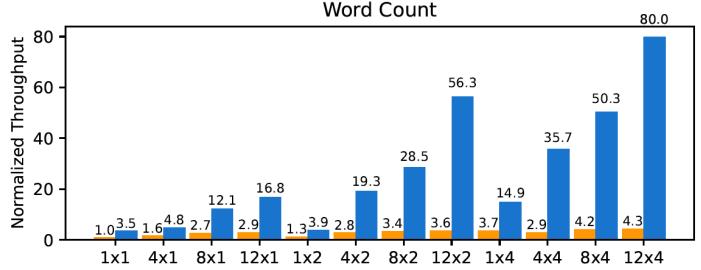 Word Count
Normalized Throughput
80
60
40
20
0
1.0 3.5 1.6 4.8 2.7 12.1 2.9 16.8 1.3 3.9 2.8 19.3 3.4 28.5 3.6 56.3 3.7 14.9 2.9 35.7 4.2 50.3 4.3 80.0
1x1 4x1 8x1 12x1 1x2 4x2 8x2 12x2 1x4 4x4 8x4 12x4